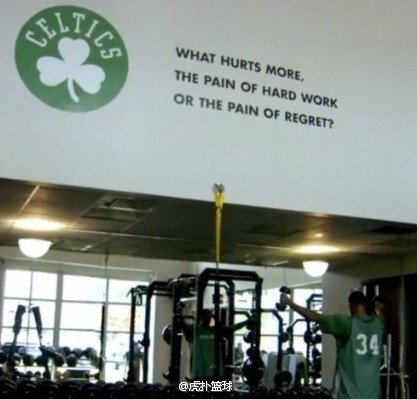 CELTICS
WHAT HURTS MORE,
THE PAIN OF HARD WORK
OR THE PAIN OF REGRET?
34
@虎扑篮球